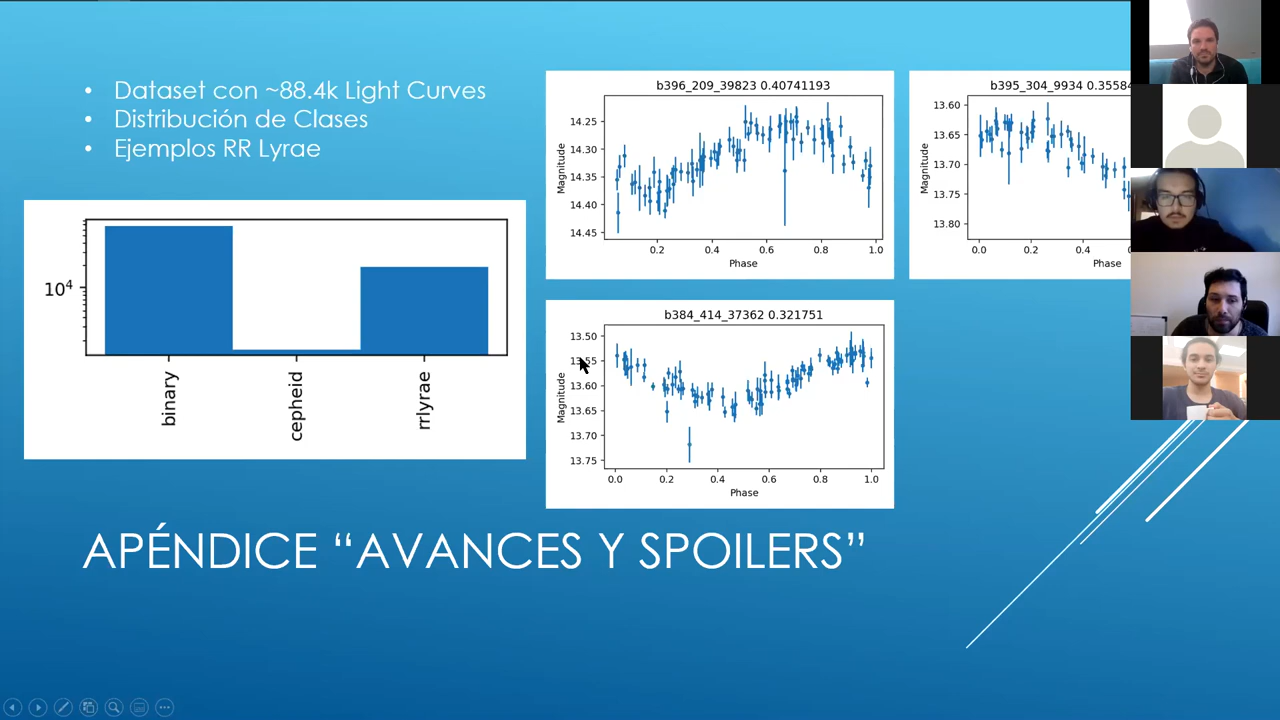 • Dataset con ~88.4k Light Curves
• Distribución de Clases
• Ejemplos RR Lyrae
10⁴
binary
cepheid
rrlyrae
b396_209_39823 0.40741193
14.25
14.30
14.35
14.40
14.45
Magnitude
0.2 0.4 0.6 0.8 1.0
Phase
b395_304_9934 0.35584
13.60
13.65
13.70
13.75
13.80
Magnitude
0.0 0.2 0.4
Phase
b384_414_37362 0.321751
13.50
13.55
13.60
13.65
13.70
13.75
Magnitude
0.0 0.2 0.4 0.6 0.8 1.0
Phase
APÉNDICE “AVANCES Y SPOILERS”